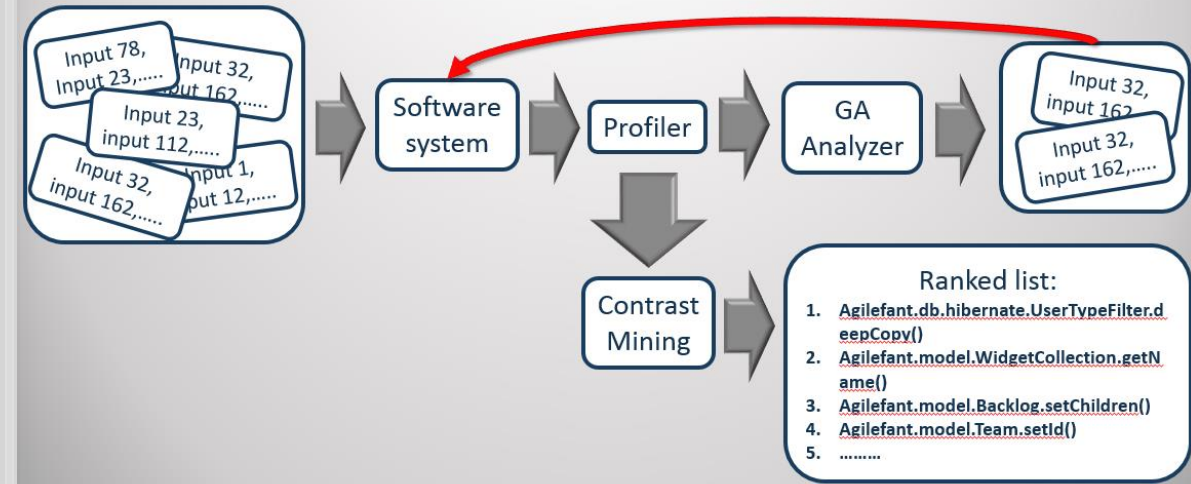 Input 78,
Input 23,.....
Input 32,
input 162,.....
Input 23,
input 112,.....
Input 32,
input 162,.....
Input 1,
put 12,.....
Software
system
Profiler
GA
Analyzer
Input 32,
input 162
Input 32,
input 162,.....
Contrast
Mining
Ranked list:
1. Agilefant.db.hibernate.UserTypeFilter.d
eepCopy()
2. Agilefant.model.WidgetCollection.getN
ame()
3. Agilefant.model.Backlog.setChildren()
4. Agilefant.model.Team.setId()
5. .........